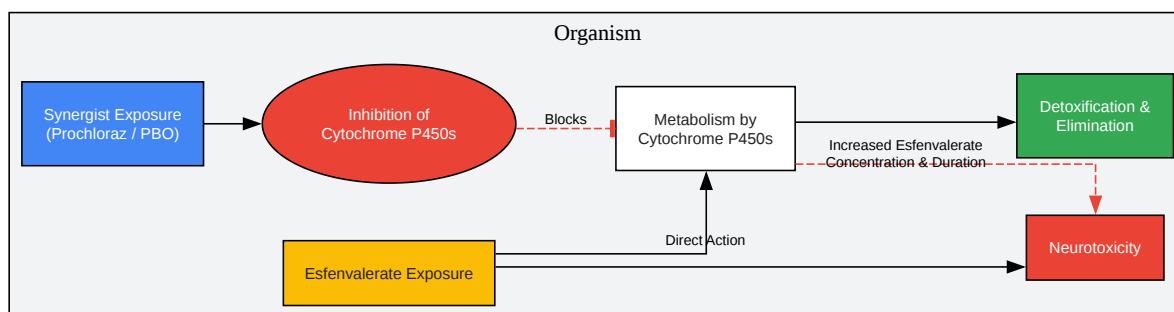 Organism
Synergist Exposure
(Prochloraz / PBO)
Inhibition of
Cytochrome P450s
Blocks
Metabolism by
Cytochrome P450s
Detoxification &
Elimination
Increased Esfenvalerate
Concentration & Duration
Direct Action
Esfenvalerate Exposure
Neurotoxicity